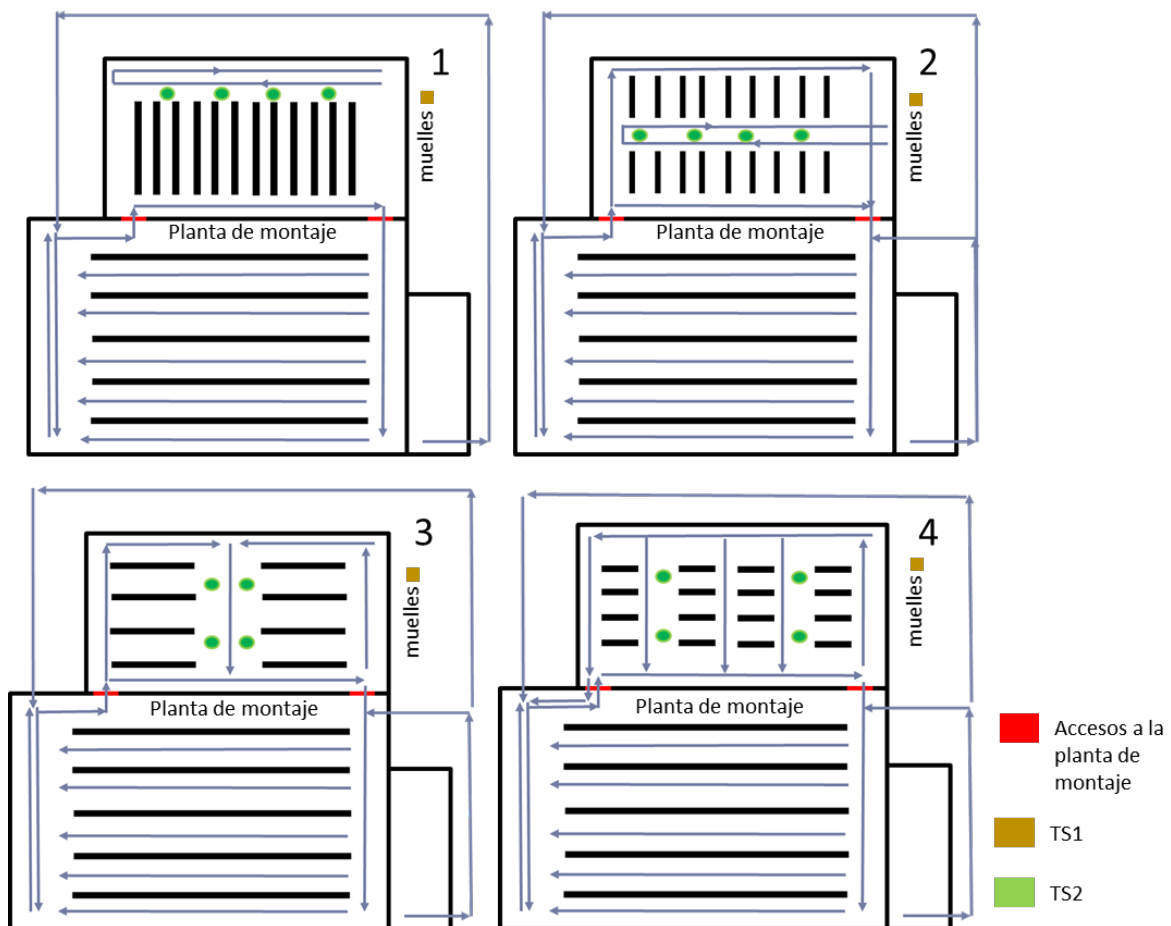 1
muelles
Planta de montaje
2
muelles
Planta de montaje
3
muelles
Planta de montaje
4
muelles
Planta de montaje
Accesos a la
planta de
montaje
TS1
TS2